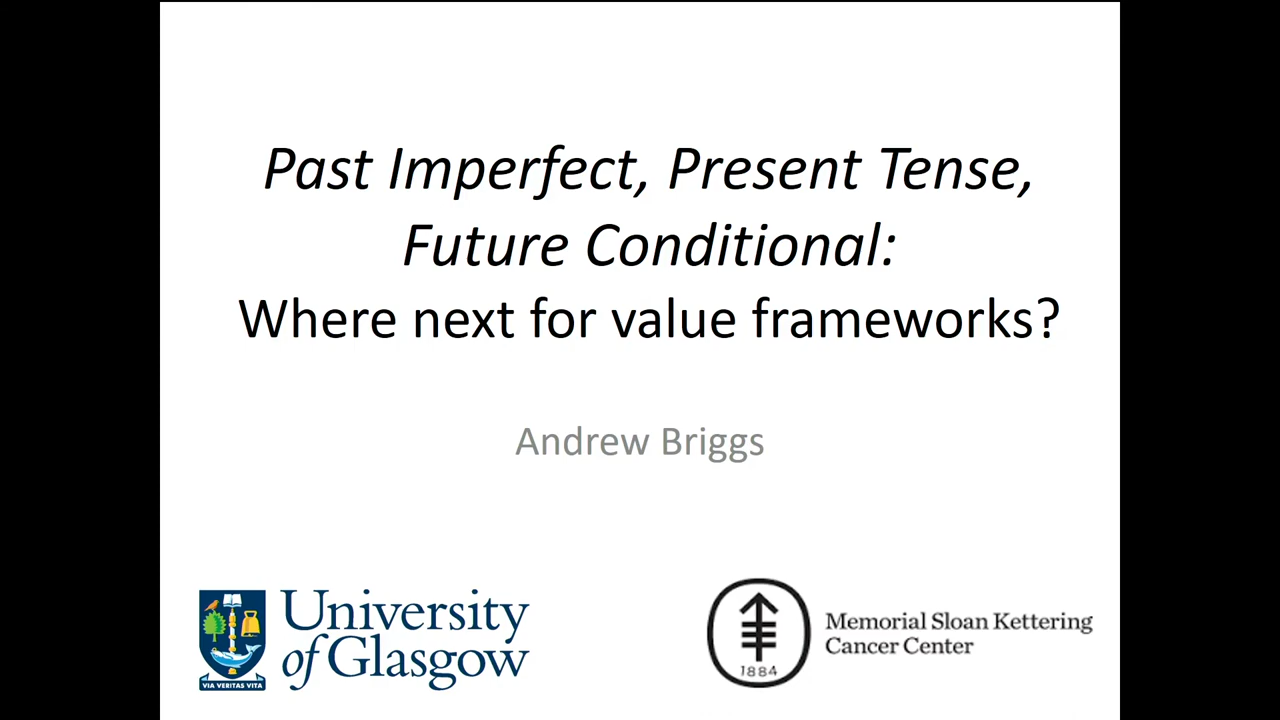 Past Imperfect, Present Tense,
Future Conditional:
Where next for value frameworks?
Andrew Briggs
University
of Glasgow
VIA VERITAS VITA
1884
Memorial Sloan Kettering
Cancer Center